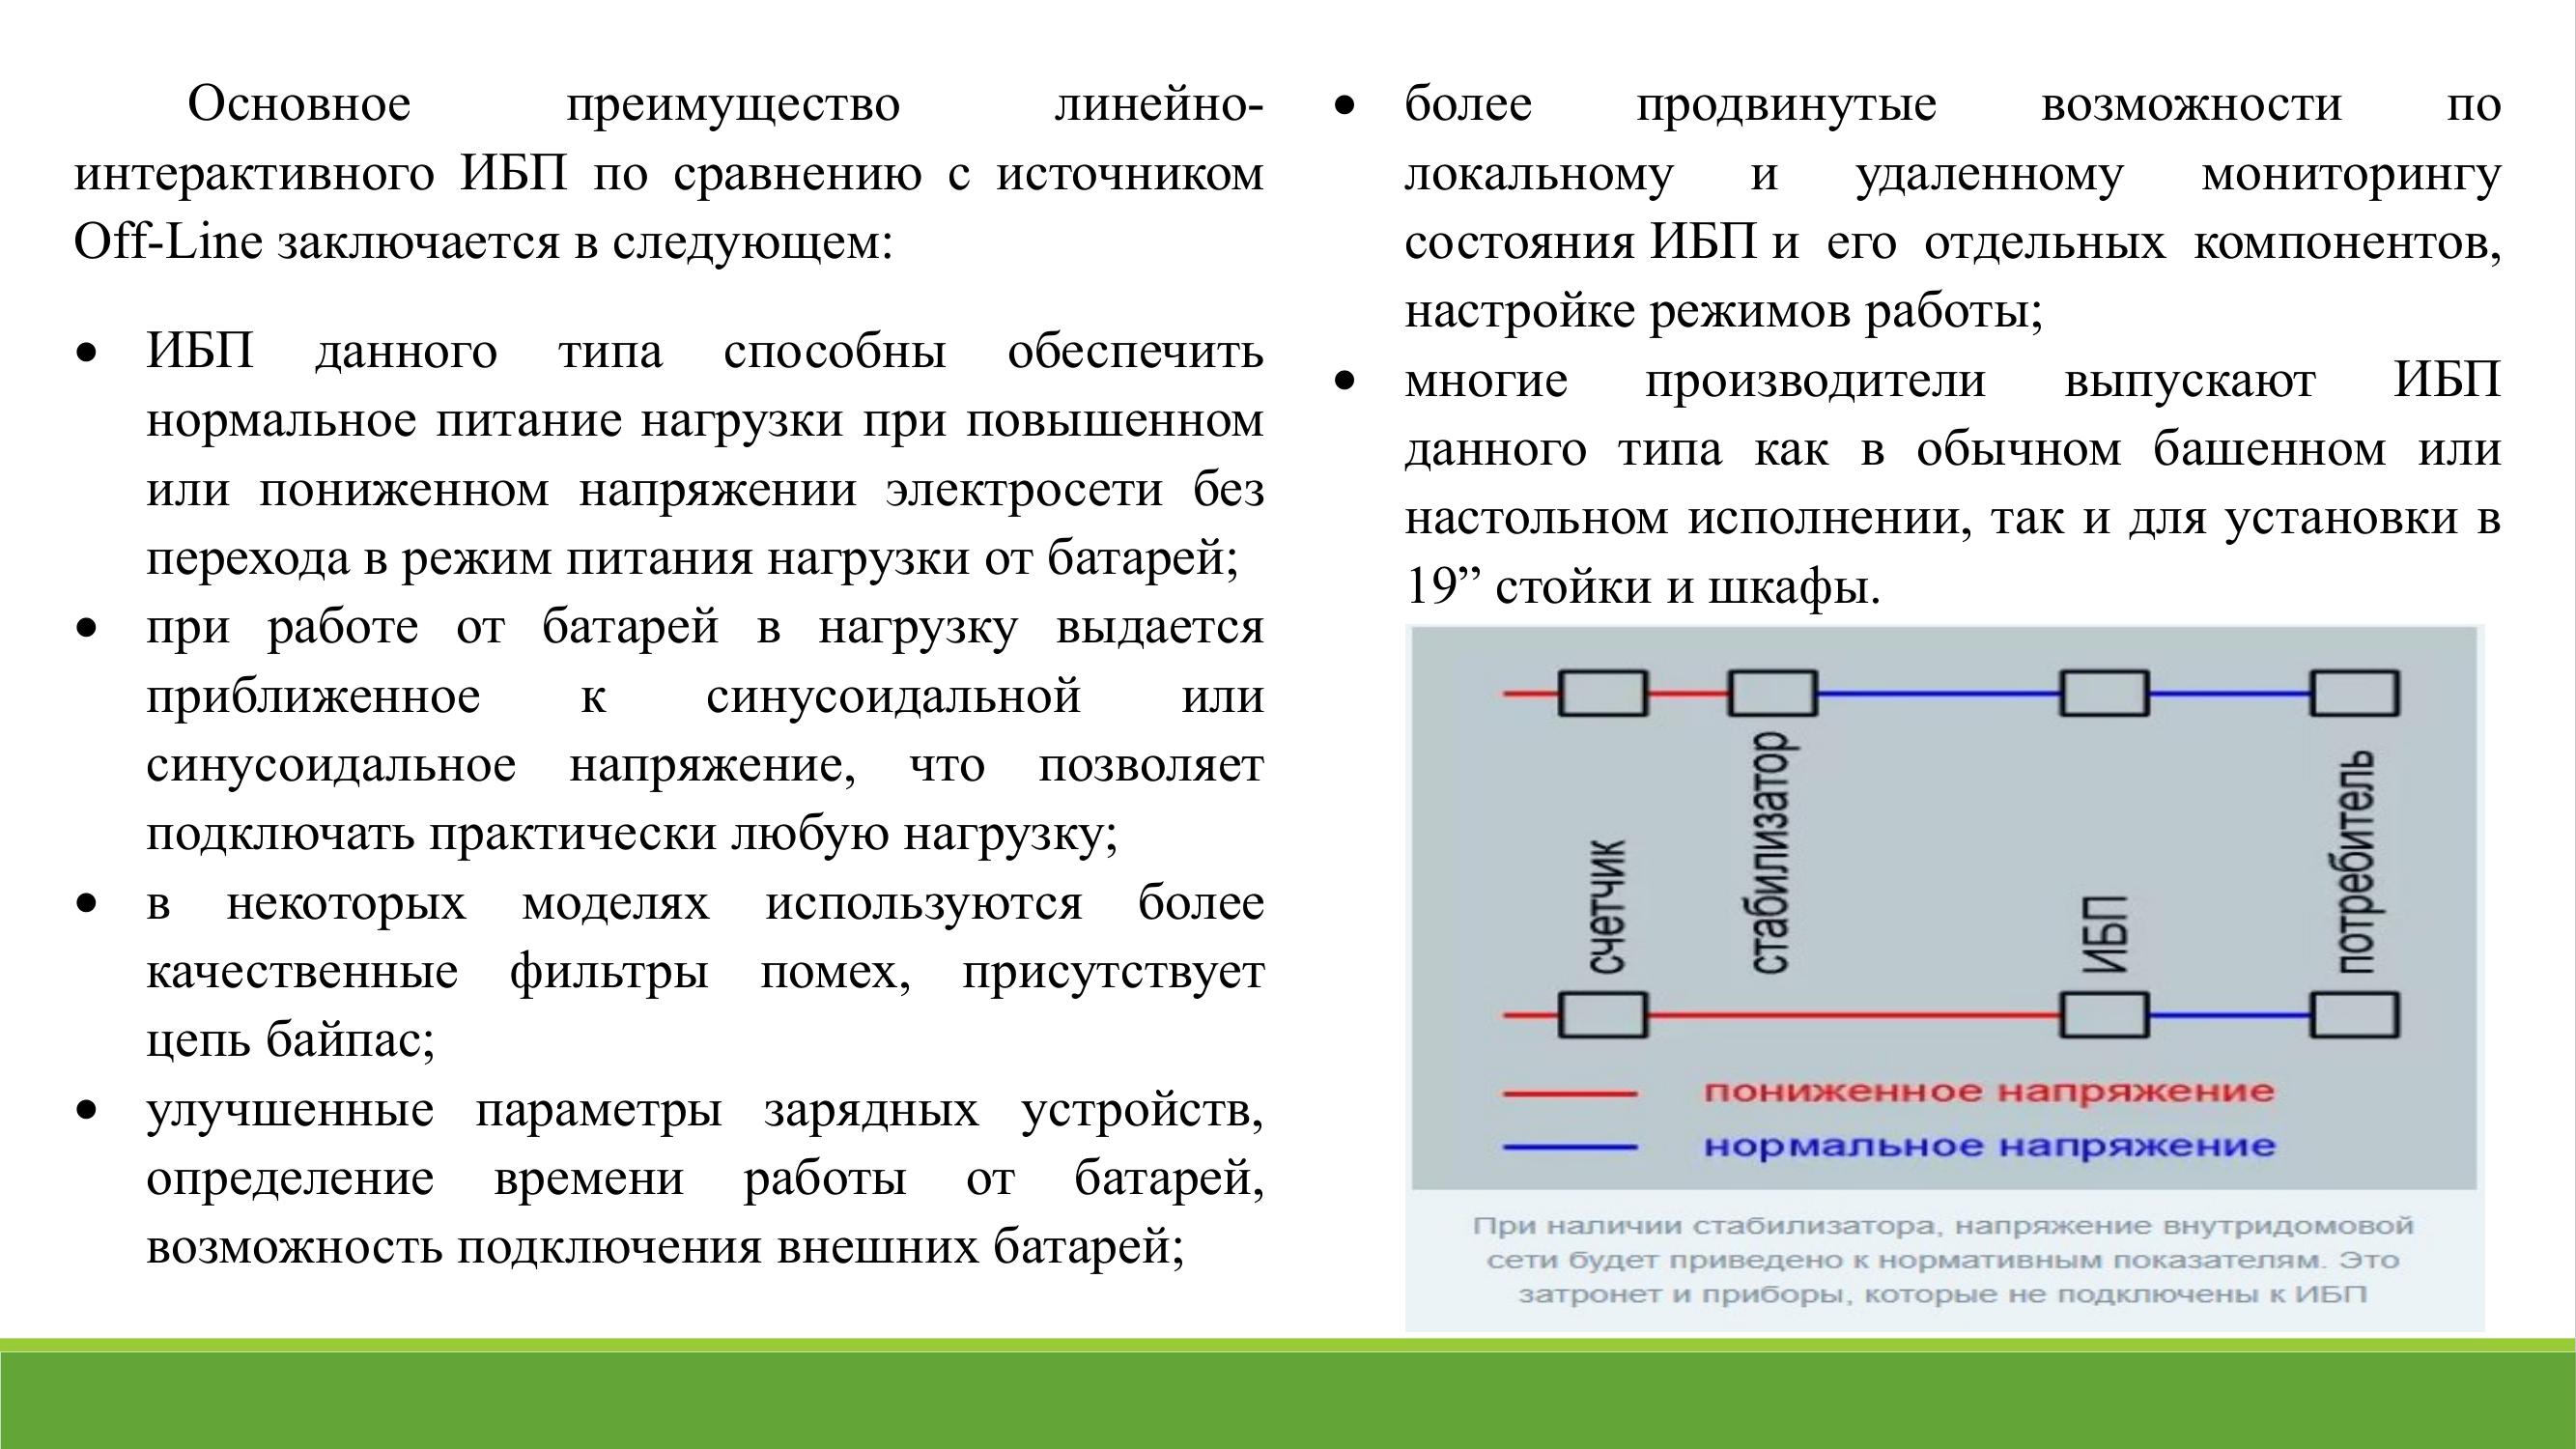 Основное преимущество линейно-
интерактивного ИБП по сравнению с источником
Off-Line заключается в следующем:
• ИБП данного типа способны обеспечить
нормальное питание нагрузки при повышенном
или пониженном напряжении электросети без
перехода в режим питания нагрузки от батарей;
• при работе от батарей в нагрузку выдается
приближенное к синусоидальной или
синусоидальное напряжение, что позволяет
подключать практически любую нагрузку;
• в некоторых моделях используются более
качественные фильтры помех, присутствует
цепь байпас;
• улучшенные параметры зарядных устройств,
определение времени работы от батарей,
возможность подключения внешних батарей;
• более продвинутые возможности по
локальному и удаленному мониторингу
состояния ИБП и его отдельных компонентов,
настройке режимов работы;
• многие производители выпускают ИБП
данного типа как в обычном башенном или
настольном исполнении, так и для установки в
19” стойки и шкафы.
счетчик
стабилизатор
ИБП
потребитель
пониженное напряжение
нормальное напряжение
При наличии стабилизатора, напряжение внутридомовой
сети будет приведено к нормативным показателям. Это
затронет и приборы, которые не подключены к ИБП